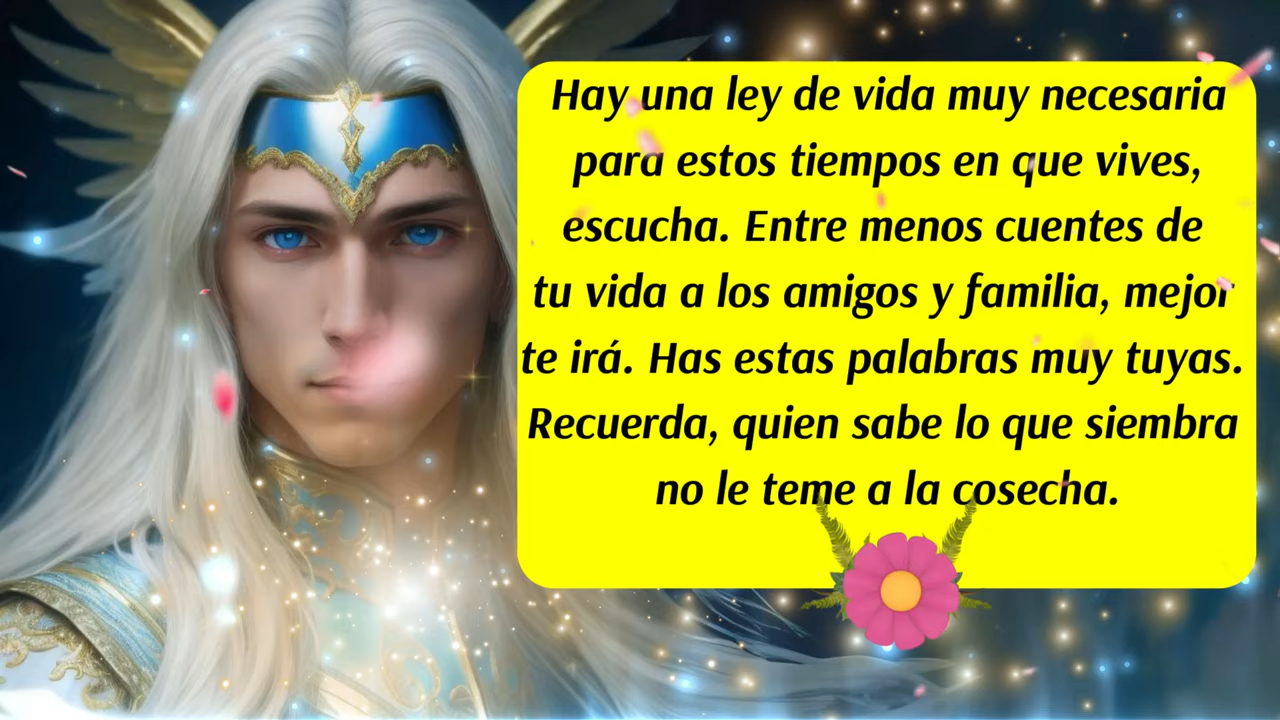 Hay una ley de vida muy necesaria
para estos tiempos en que vives,
escucha. Entre menos cuentes de
tu vida a los amigos y familia, mejor
te irá. Has estas palabras muy tuyas.
Recuerda, quien sabe lo que siembra
no le teme a la cosecha.